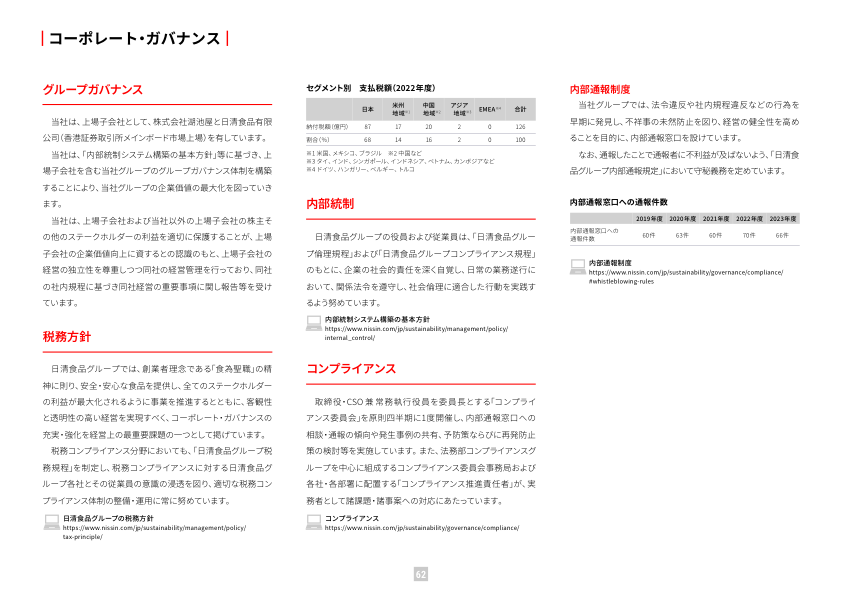 コーポレート・ガバナンス
グループガバナンス
当社は、上場子会社として、株式会社湖池屋と日清食品有限
公司（香港証券取引所メインボード市場上場）を有しています。
当社は、「内部統制システム構築の基本方針」等に基づき、上
場子会社を含む当社グループのグループガバナンス体制を構築
することにより、当社グループの企業価値の最大化を図っていき
ます。
当社は、上場子会社および当社以外の上場子会社の株主そ
の他のステークホルダーの利益を適切に保護することが、上場
子会社の企業価値向上に資するとの認識のもと、上場子会社の
経営の独立性を尊重しつつ同社の経営管理を行っており、同社
の社内規程に基づき同社経営の重要事項に関し報告等を受け
ています。
税務方針
日清食品グループでは、創業者理念である「食為聖職」の精
神に則り、安全・安心な食品を提供し、全てのステークホルダー
の利益が最大化されるように事業を推進するとともに、客観性
と透明性の高い経営を実現すべく、コーポレート・ガバナンスの
充実・強化を経営上の最重要課題の一つとして掲げています。
税務コンプライアンス分野においても、「日清食品グループ税
務規程」を制定し、税務コンプライアンスに対する日清食品グ
ループ各社とその従業員の意識の浸透を図り、適切な税務コン
プライアンス体制の整備・運用に常に努めています。
日清食品グループの税務方針
https://www.nissin.com/jp/sustainability/management/policy/
tax-principle/
セグメント別　支払税額（2022年度）
日本 米州地域※1 中国地域※2 アジア地域※3 EMEA※4 合計
納付税額（億円） 87 17 20 2 0 126
割合（%） 68 14 16 2 0 100
※1 米国、メキシコ、ブラジル　※2 中国など
※3 タイ、インド、シンガポール、インドネシア、ベトナム、カンボジアなど
※4 ドイツ、ハンガリー、ベルギー、トルコ
内部統制
日清食品グループの役員および従業員は、「日清食品グルー
プ倫理規程」および「日清食品グループコンプライアンス規程」
のもとに、企業の社会的責任を深く自覚し、日常の業務遂行に
おいて、関係法令を遵守し、社会倫理に適合した行動を実践す
るよう努めています。
内部統制システム構築の基本方針
https://www.nissin.com/jp/sustainability/management/policy/
internal_control/
コンプライアンス
取締役・CSO 兼 常務執行役員を委員長とする「コンプライ
アンス委員会」を原則四半期に1度開催し、内部通報窓口への
相談・通報の傾向や発生事例の共有、予防策ならびに再発防止
策の検討等を実施しています。また、法務部コンプライアンスグ
ループを中心に組成するコンプライアンス委員会事務局および
各社・各部署に配置する「コンプライアンス推進責任者」が、実
務者として諸課題・諸事案への対応にあたっています。
コンプライアンス
https://www.nissin.com/jp/sustainability/governance/compliance/
内部通報制度
当社グループでは、法令違反や社内規程違反などの行為を
早期に発見し、不祥事の未然防止を図り、経営の健全性を高め
ることを目的に、内部通報窓口を設けています。
なお、通報したことで通報者に不利益が及ばないよう、「日清食
品グループ内部通報規定」において守秘義務を定めています。
内部通報窓口への通報件数
2019年度 2020年度 2021年度 2022年度 2023年度
内部通報窓口への
通報件数 60件 63件 60件 70件 66件
内部通報制度
https://www.nissin.com/jp/sustainability/governance/compliance/
#whistleblowing-rules
62